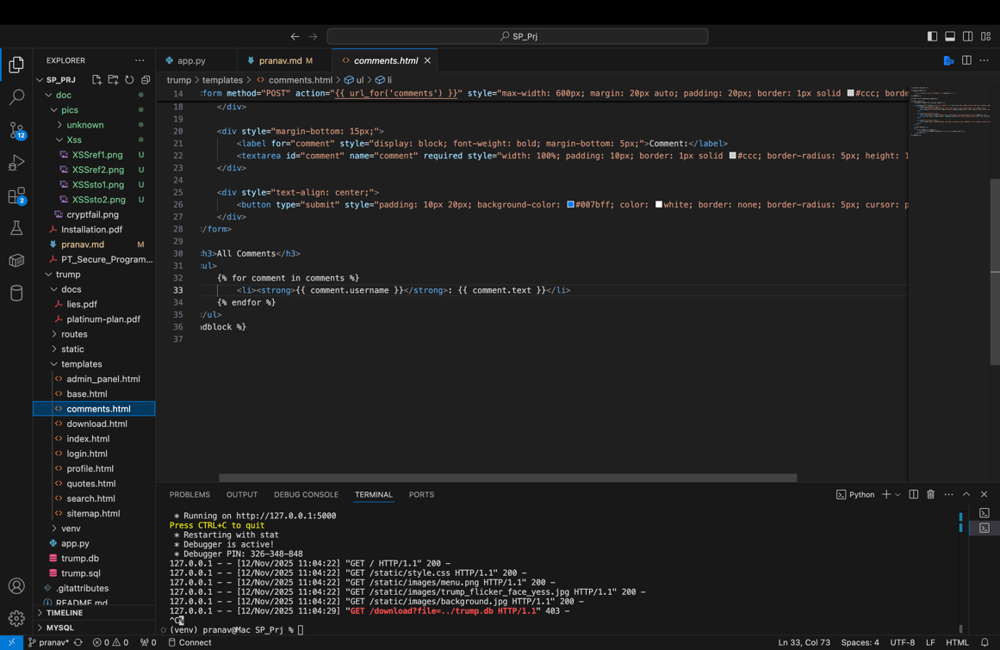 SP_Prj
EXPLORER
SP_PRJ
doc
pics
unknown
Xss
XSSref1.png U
XSSref2.png U
XSSsto1.png U
XSSsto2.png U
cryptfail.png
Installation.pdf
pranav.md M
PT_Secure_Program...
trump
docs
lies.pdf
platinum-plan.pdf
routes
static
templates
admin_panel.html
base.html
comments.html
download.html
index.html
login.html
profile.html
quotes.html
search.html
sitemap.html
venv
app.py
trump.db
trump.sql
.gitattributes
README.md
TIMELINE
MYSQL
12
2
app.py
pranav.md M
comments.html
trump > templates > comments.html > ul > li
14 :form method="POST" action="{{ url_for('comments') }}" style="max-width: 600px; margin: 20px auto; padding: 20px; border: 1px solid #ccc; borde
18 </div>
19
20 <div style="margin-bottom: 15px;">
21 <label for="comment" style="display: block; font-weight: bold; margin-bottom: 5px;">Comment:</label>
22 <textarea id="comment" name="comment" required style="width: 100%; padding: 10px; border: 1px solid #ccc; border-radius: 5px; height: 1
23 </div>
24
25 <div style="text-align: center;">
26 <button type="submit" style="padding: 10px 20px; background-color: #007bff; color: white; border: none; border-radius: 5px; cursor: p
27 </div>
28 :/form>
29
30 :h3>All Comments</h3>
31 :ul>
32 {% for comment in comments %}
33 <li><strong>{{ comment.username }}</strong>: {{ comment.text }}</li>
34 {% endfor %}
35 :/ul>
36 idblock %}
37
PROBLEMS OUTPUT DEBUG CONSOLE TERMINAL PORTS
Python
* Running on http://127.0.0.1:5000
Press CTRL+C to quit
* Restarting with stat
* Debugger is active!
* Debugger PIN: 326-348-848
127.0.0.1 - - [12/Nov/2025 11:04:22] "GET / HTTP/1.1" 200 -
127.0.0.1 - - [12/Nov/2025 11:04:22] "GET /static/style.css HTTP/1.1" 200 -
127.0.0.1 - - [12/Nov/2025 11:04:22] "GET /static/images/menu.png HTTP/1.1" 200 -
127.0.0.1 - - [12/Nov/2025 11:04:22] "GET /static/images/trump_flicker_face_yess.jpg HTTP/1.1" 200 -
127.0.0.1 - - [12/Nov/2025 11:04:22] "GET /static/images/background.jpg HTTP/1.1" 200 -
127.0.0.1 - - [12/Nov/2025 11:04:29] "GET /download?file=../trump.db HTTP/1.1" 403 -
^C%
(venv) pranav@Mac SP_Prj %
pranav* 0 0 0 Connect
Ln 33, Col 73 Spaces: 4 UTF-8 LF HTML